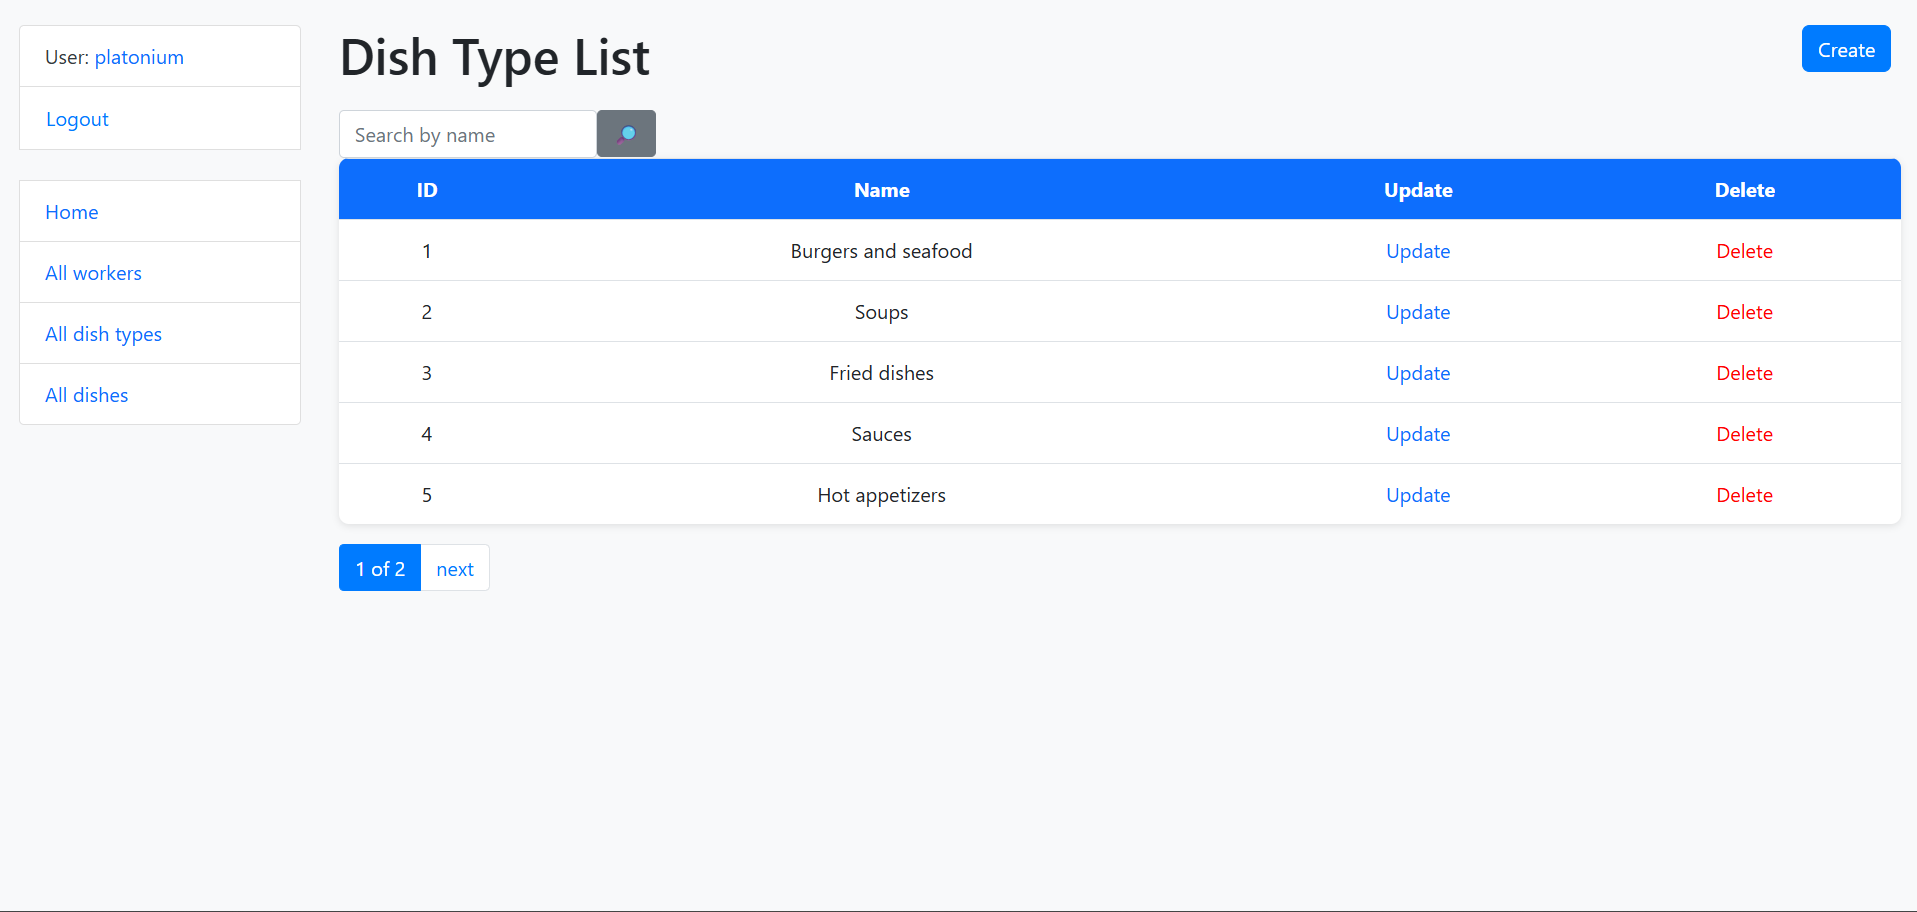 User: platonium
Logout
Home
All workers
All dish types
All dishes
Dish Type List
Create
Search by name
ID Name Update Delete
1 Burgers and seafood Update Delete
2 Soups Update Delete
3 Fried dishes Update Delete
4 Sauces Update Delete
5 Hot appetizers Update Delete
1 of 2 next